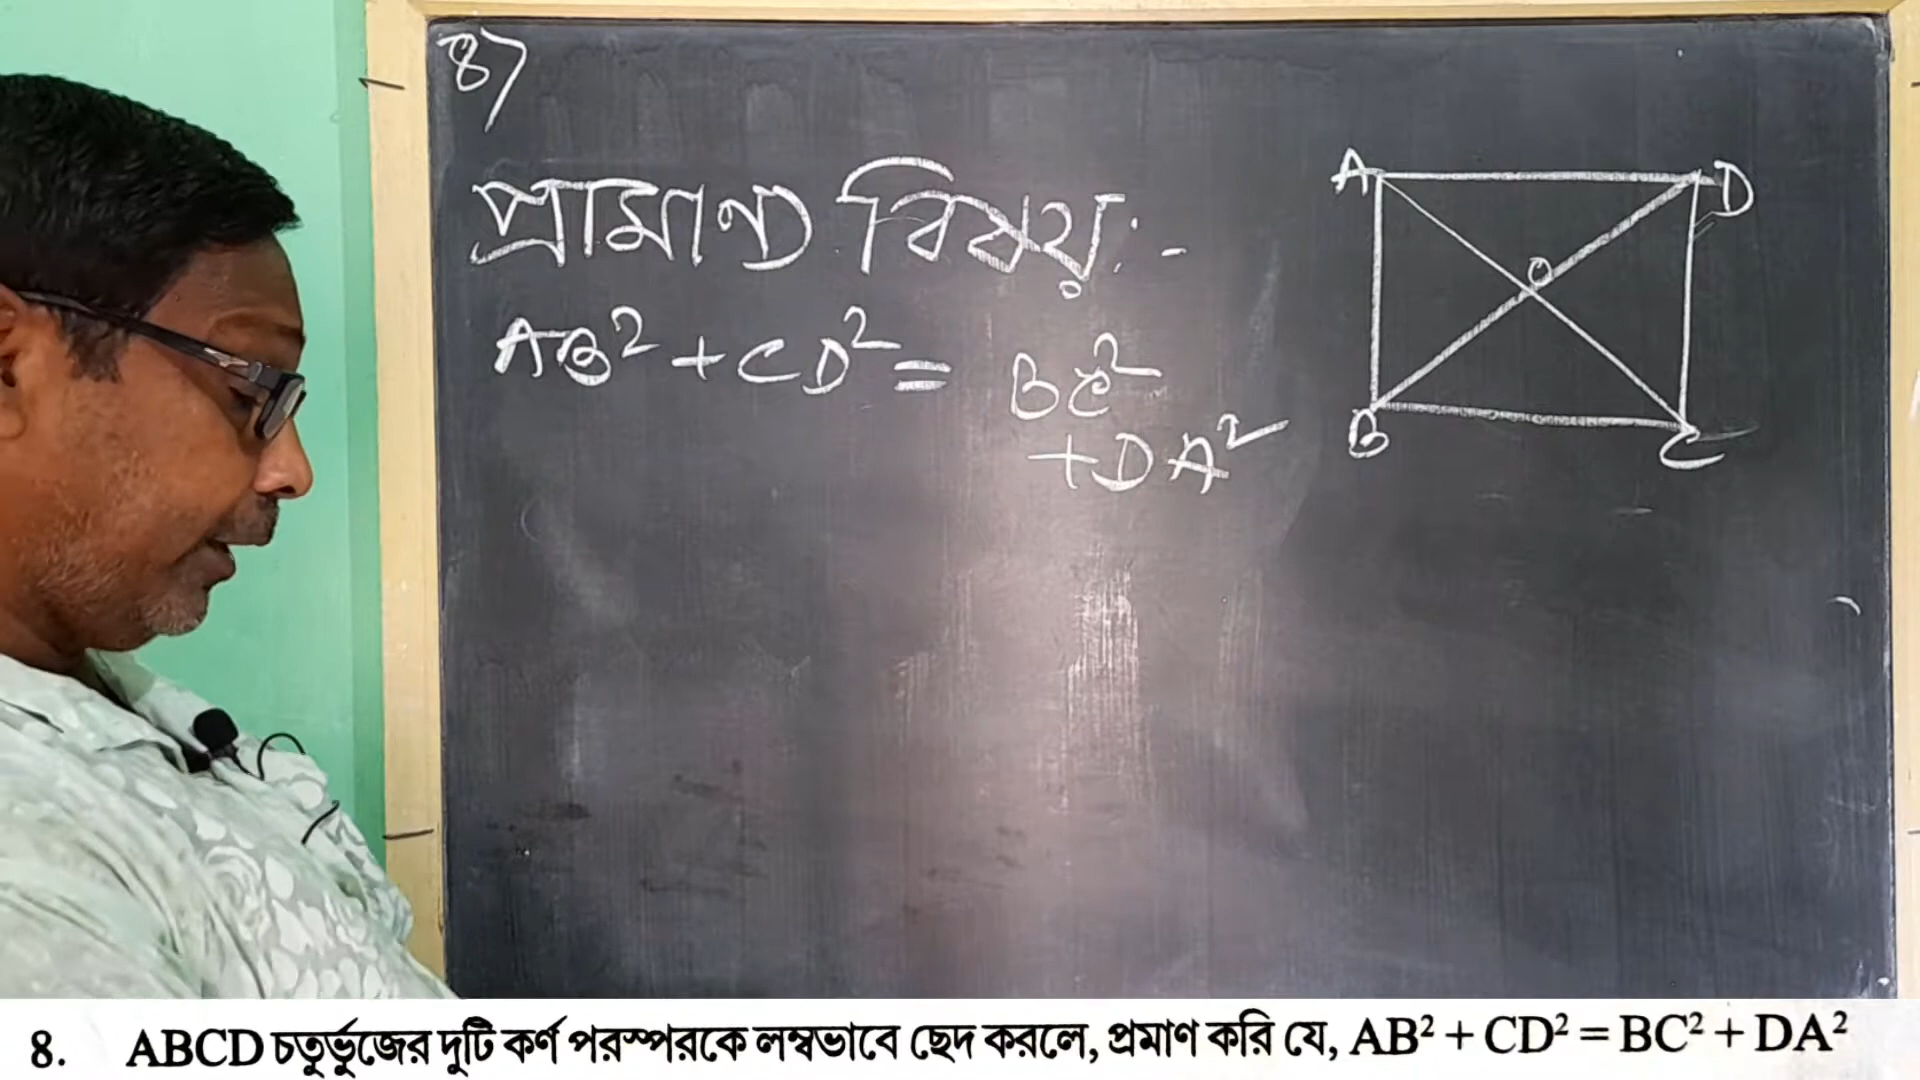 8)
প্রামাণ্য বিষয়:-
AB² + CD² = BC²
+ DA²
A
D
O
B
C
8. ABCD চতুর্ভুজের দুটি কর্ণ পরস্পরকে লম্বভাবে ছেদ করলে, প্রমাণ করি যে, AB² + CD² = BC² + DA²